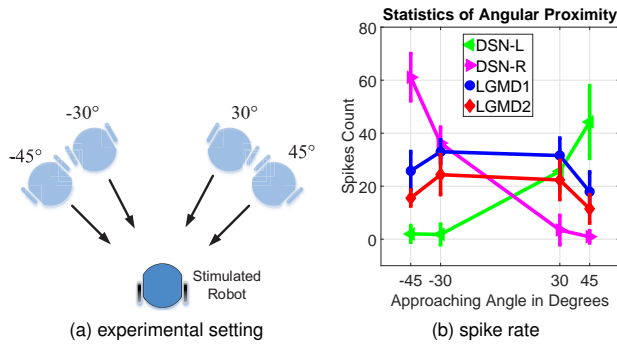 -30°
30°
-45°
45°
Stimulated
Robot
(a) experimental setting
Statistics of Angular Proximity
DSN-L
DSN-R
LGMD1
LGMD2
Spikes Count
80
60
40
20
0
-45 -30 30 45
Approaching Angle in Degrees
(b) spike rate